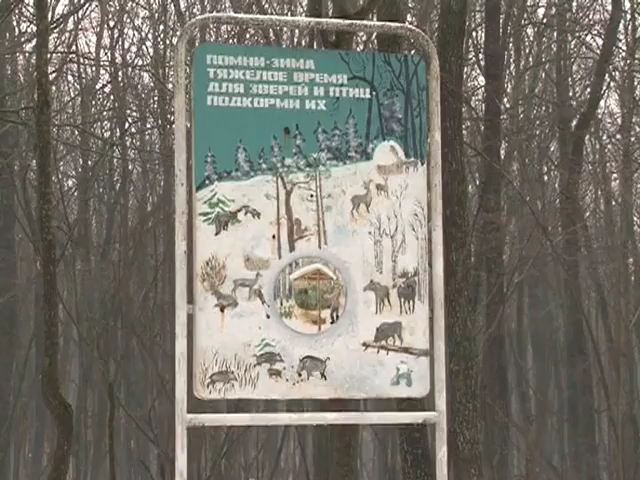 ПОМНИ-ЗИМА
ТЯЖЕЛОЕ ВРЕМЯ
ДЛЯ ЗВЕРЕЙ И ПТИЦ-
ПОДКОРМИ ИХ